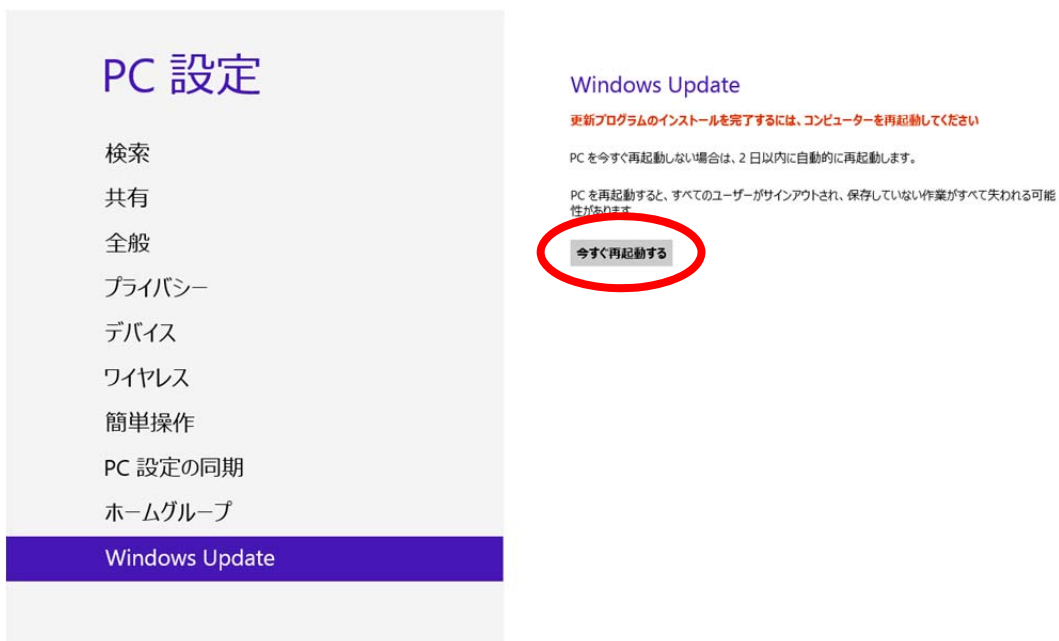 PC 設定
検索
共有
全般
プライバシー
デバイス
ワイヤレス
簡単操作
PC 設定の同期
ホームグループ
Windows Update
Windows Update
更新プログラムのインストールを完了するには、コンピューターを再起動してください
PC を今すぐ再起動しない場合は、2 日以内に自動的に再起動します。
PC を再起動すると、すべてのユーザーがサインアウトされ、保存していない作業がすべて失われる可能
性があります。
今すぐ再起動する